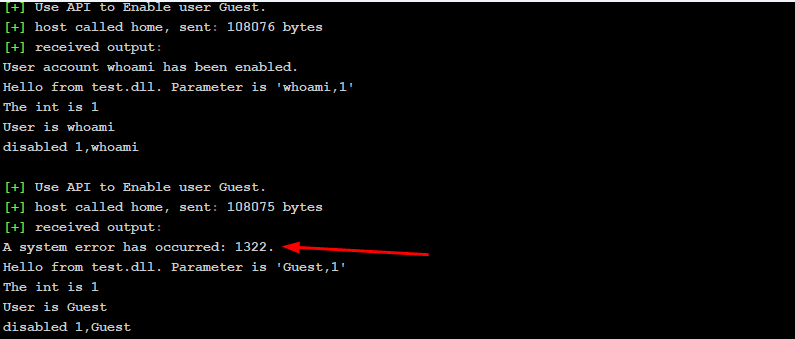 [+] Use API to Enable user Guest.
[+] host called home, sent: 108076 bytes
[+] received output:
User account whoami has been enabled.
Hello from test.dll. Parameter is 'whoami,1'
The int is 1
User is whoami
disabled 1,whoami
[+] Use API to Enable user Guest.
[+] host called home, sent: 108075 bytes
[+] received output:
A system error has occurred: 1322.
Hello from test.dll. Parameter is 'Guest,1'
The int is 1
User is Guest
disabled 1,Guest